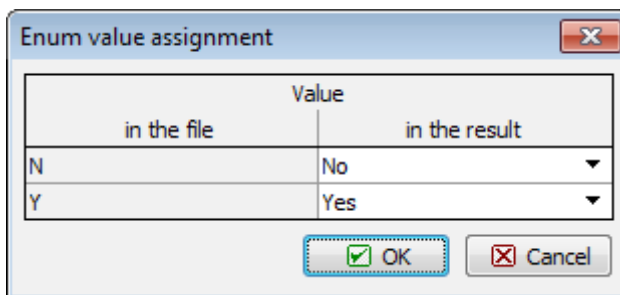 Enum value assignment
Value
in the file in the result
N No
Y Yes
OK Cancel